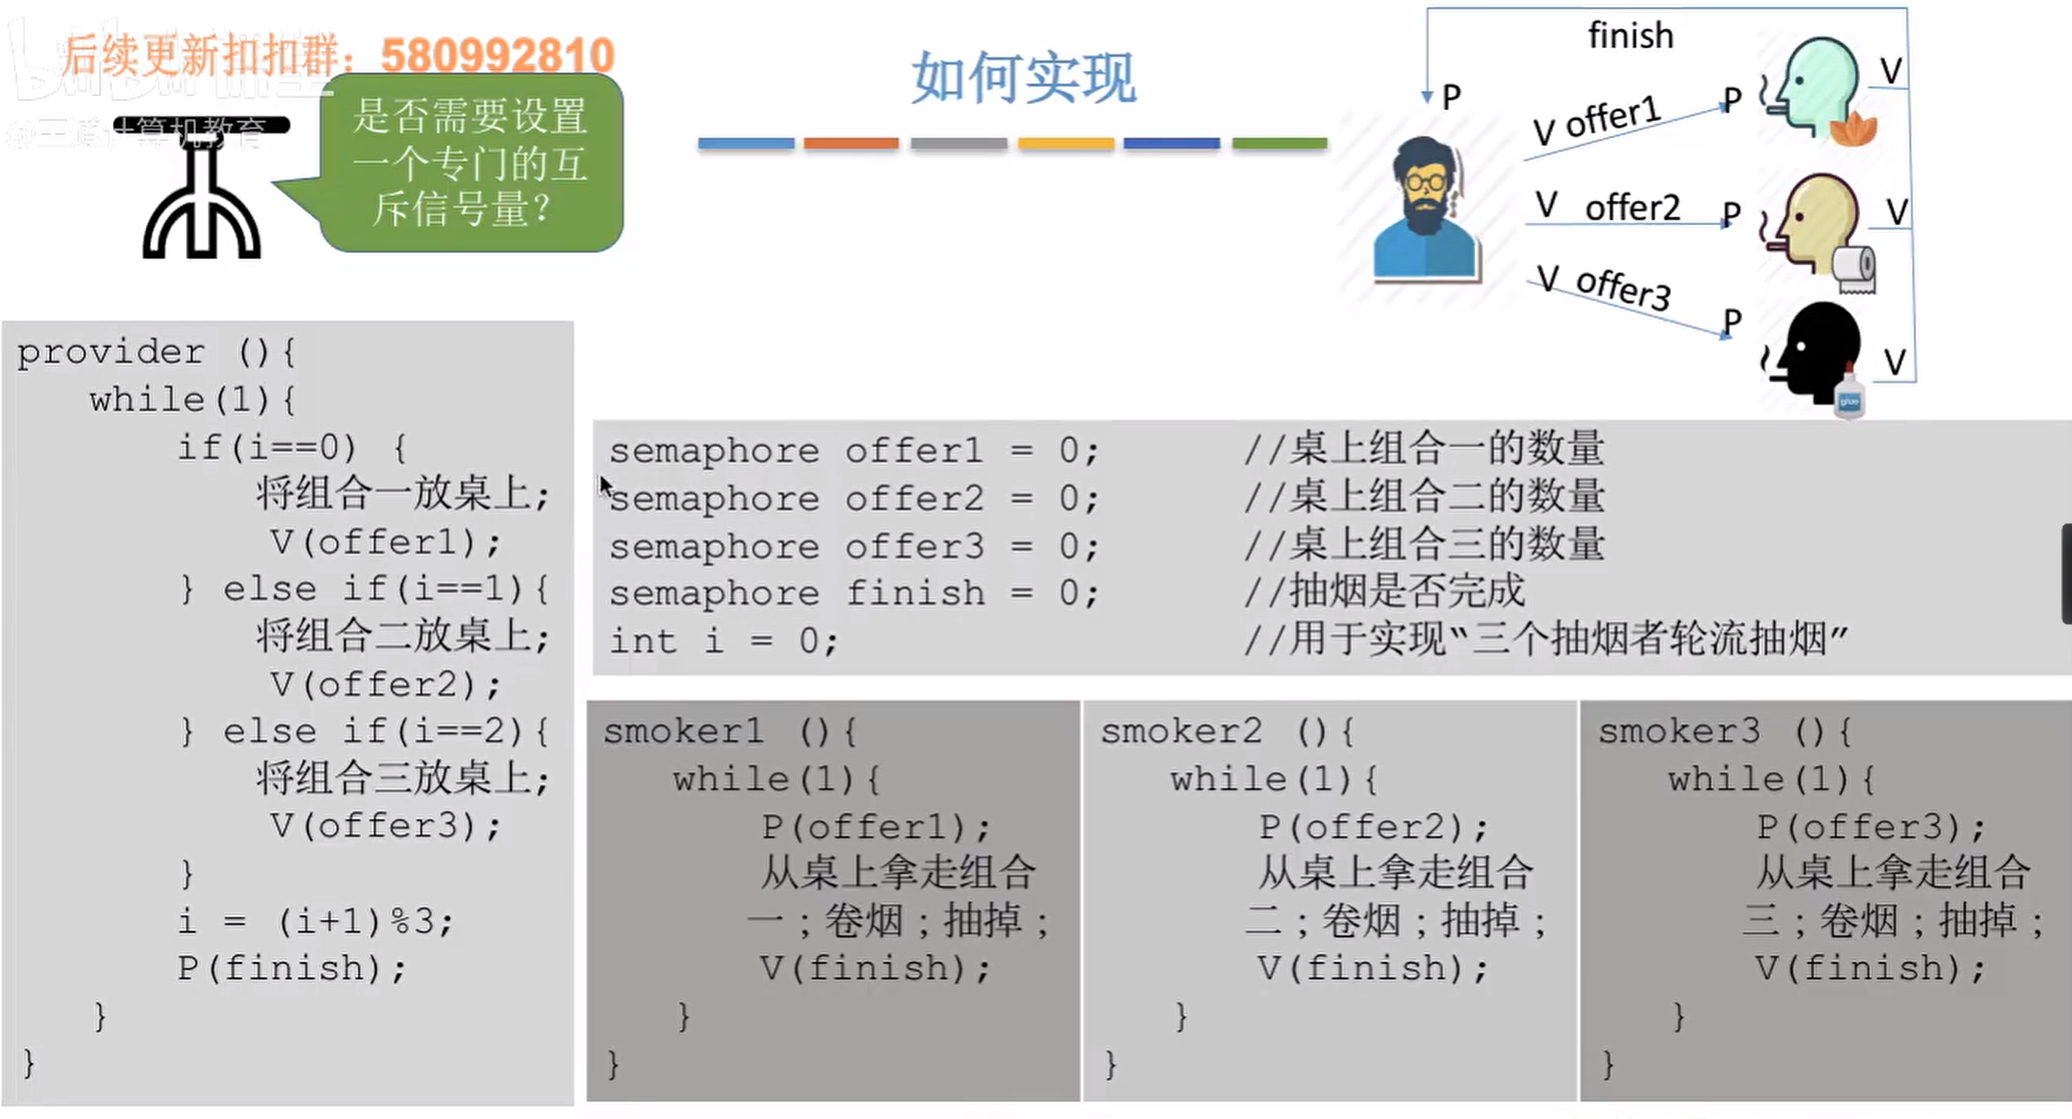 后续更新扣扣群：580992810
@王道计算机教育
是否需要设置
一个专门的互
斥信号量？
如何实现
finish
P
V offer1 P
V
V offer2 P
V
V offer3 P
V
glue
provider (){
while(1){
if(i==0) {
将组合一放桌上;
V(offer1);
} else if(i==1){
将组合二放桌上;
V(offer2);
} else if(i==2){
将组合三放桌上;
V(offer3);
}
i = (i+1)%3;
P(finish);
}
}
semaphore offer1 = 0; //桌上组合一的数量
semaphore offer2 = 0; //桌上组合二的数量
semaphore offer3 = 0; //桌上组合三的数量
semaphore finish = 0; //抽烟是否完成
int i = 0; //用于实现“三个抽烟者轮流抽烟”
smoker1 (){
while(1){
P(offer1);
从桌上拿走组合
一；卷烟；抽掉；
V(finish);
}
}
smoker2 (){
while(1){
P(offer2);
从桌上拿走组合
二；卷烟；抽掉；
V(finish);
}
}
smoker3 (){
while(1){
P(offer3);
从桌上拿走组合
三；卷烟；抽掉；
V(finish);
}
}